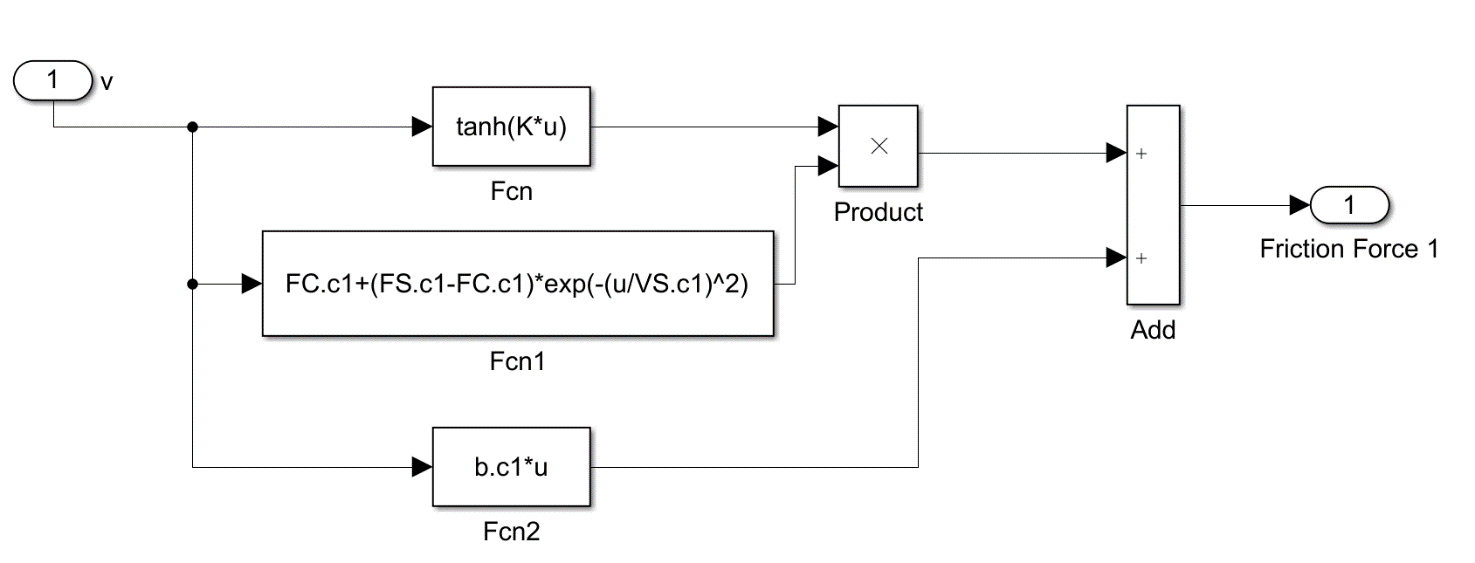 1
v
tanh(K*u)
Fcn
×
Product
FC.c1+(FS.c1-FC.c1)*exp(-(u/VS.c1)^2)
Fcn1
b.c1*u
Fcn2
+
+
Add
1
Friction Force 1